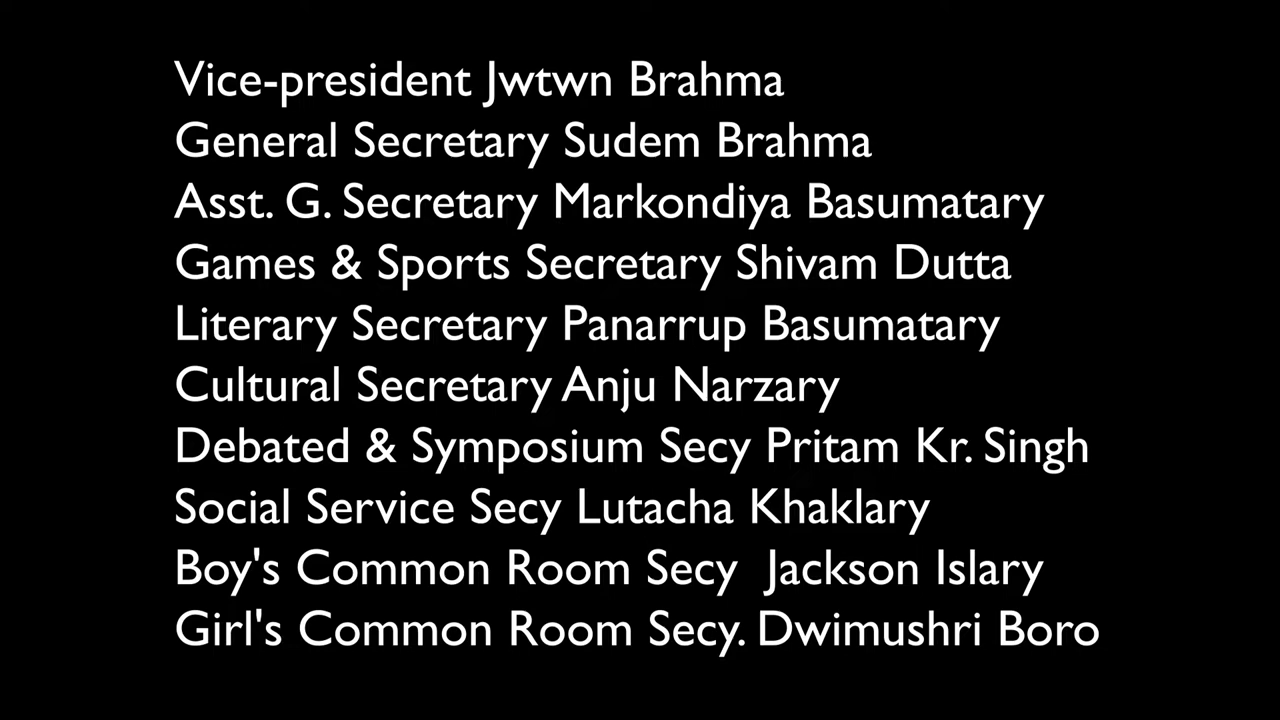 Vice-president Jwtwn Brahma
General Secretary Sudem Brahma
Asst. G. Secretary Markondiya Basumatary
Games & Sports Secretary Shivam Dutta
Literary Secretary Panarrup Basumatary
Cultural Secretary Anju Narzary
Debated & Symposium Secy Pritam Kr. Singh
Social Service Secy Lutacha Khaklary
Boy's Common Room Secy  Jackson Islary
Girl's Common Room Secy. Dwimushri Boro